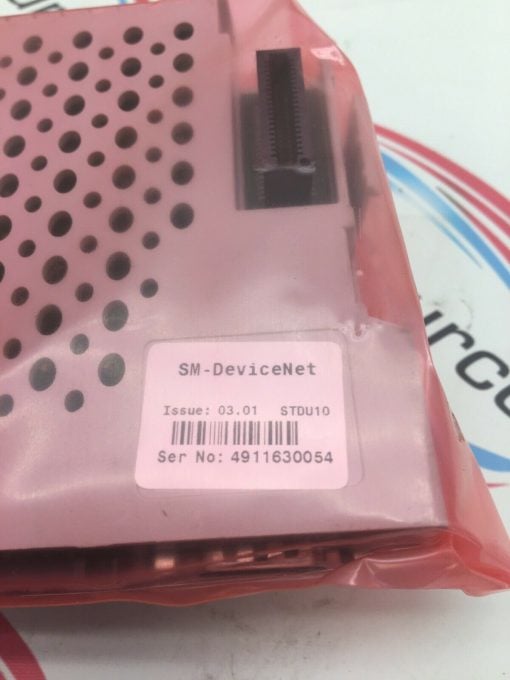 SM-DeviceNet
Issue: 03.01 STDU10
Ser No: 4911630054